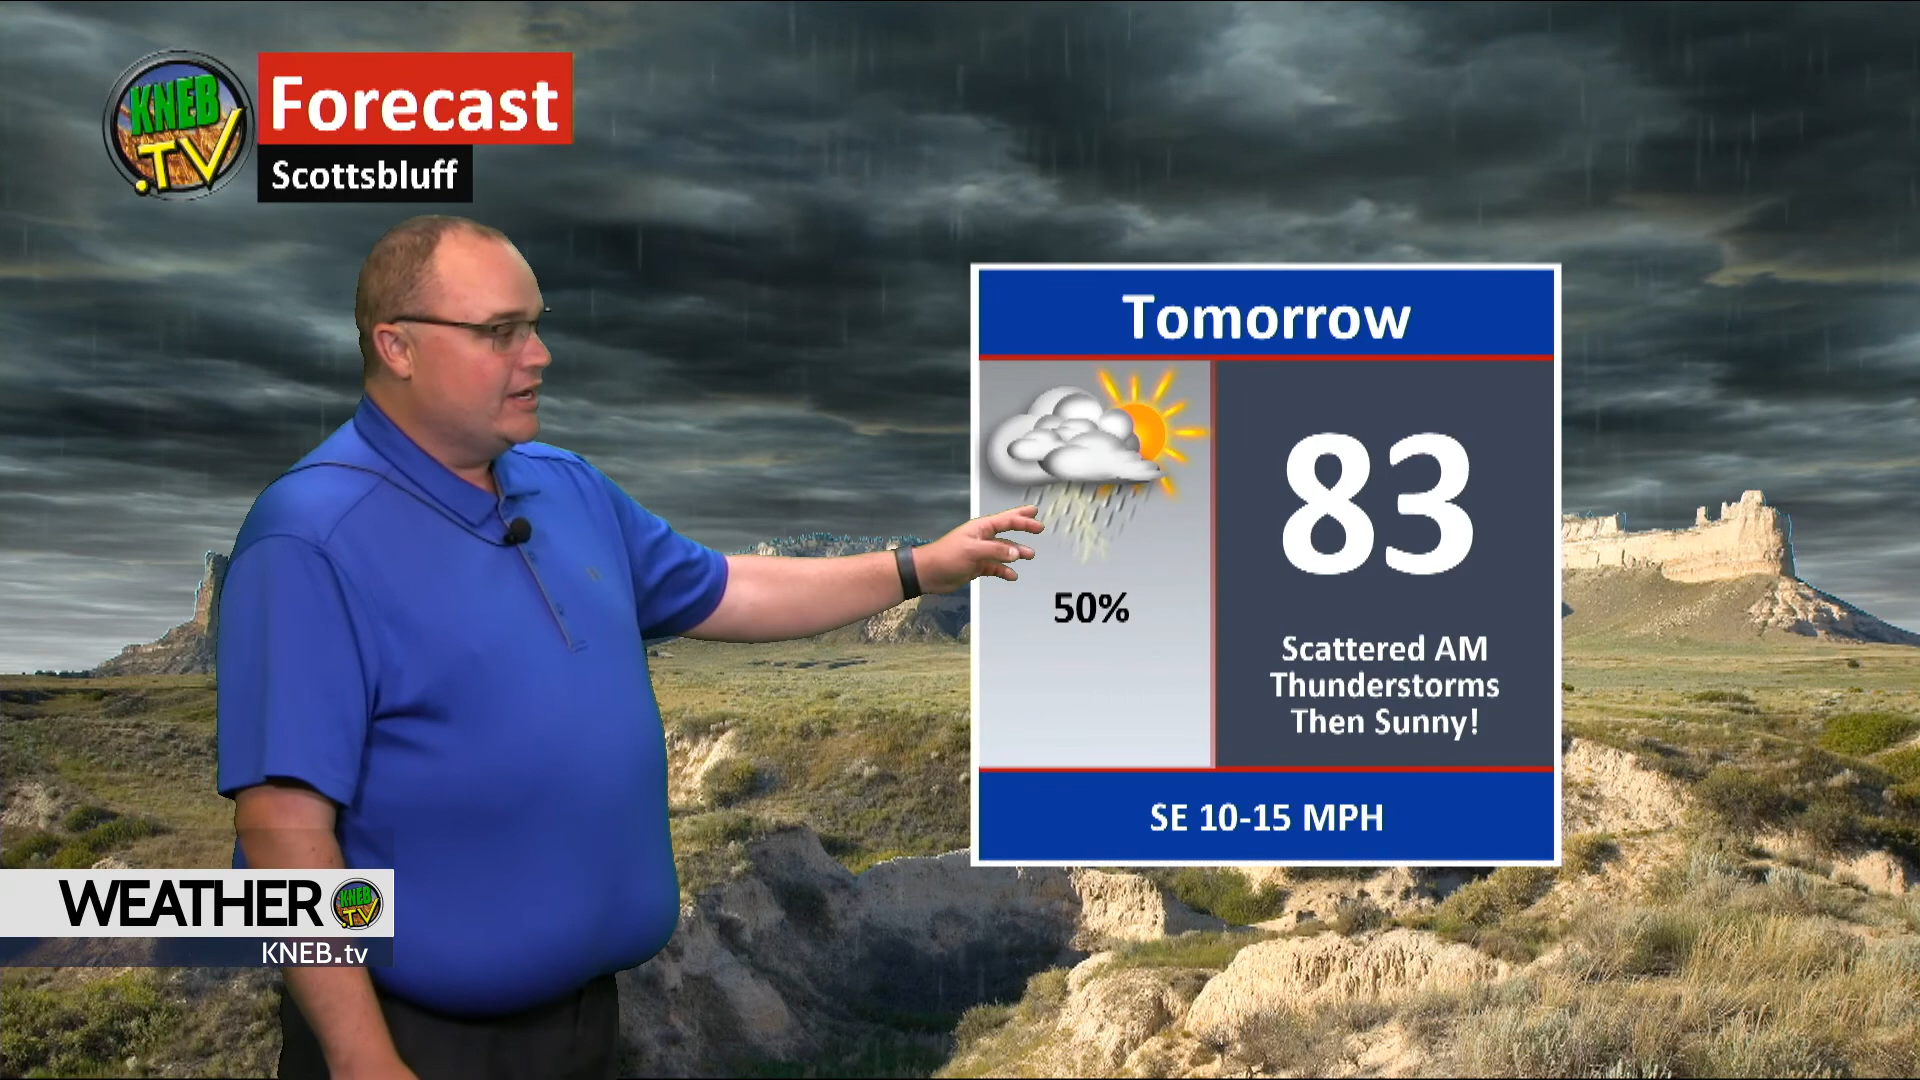 KNEB
.TV
Forecast
Scottsbluff
Tomorrow
50%
83
Scattered AM
Thunderstorms
Then Sunny!
SE 10-15 MPH
WEATHER
KNEB
.TV
KNEB.tv